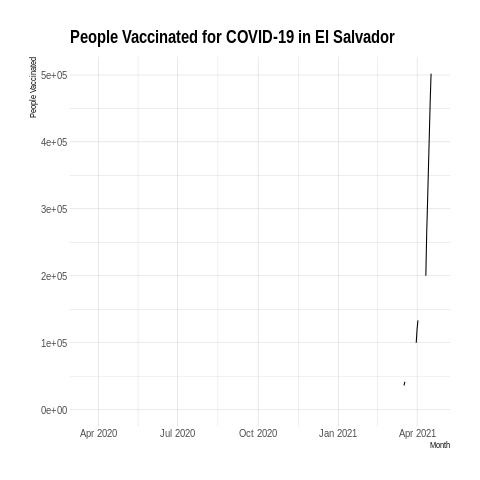 People Vaccinated for COVID-19 in El Salvador
People Vaccinated
5e+05
4e+05
3e+05
2e+05
1e+05
0e+00
Apr 2020 Jul 2020 Oct 2020 Jan 2021 Apr 2021
Month